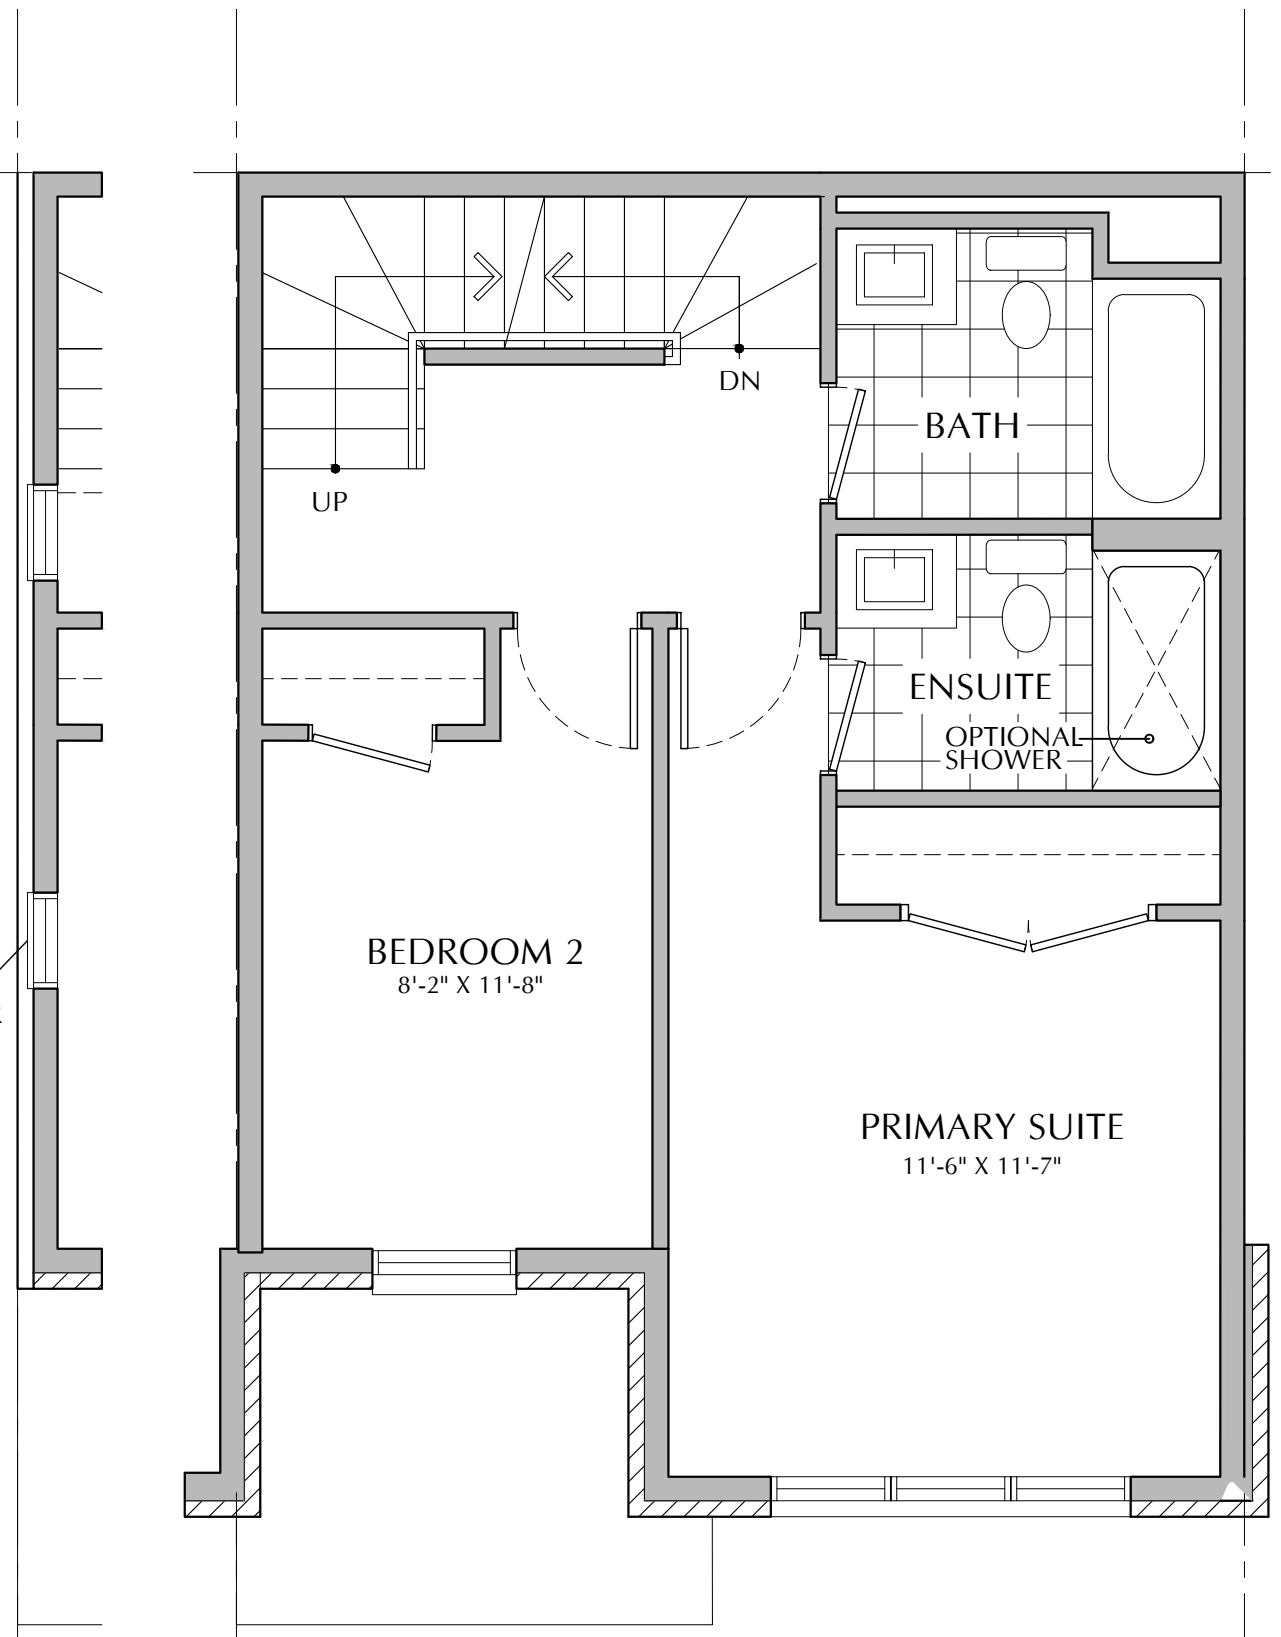 DN
BATH
UP
ENSUITE
OPTIONAL
SHOWER
BEDROOM 2
8'-2" X 11'-8"
PRIMARY SUITE
11'-6" X 11'-7"